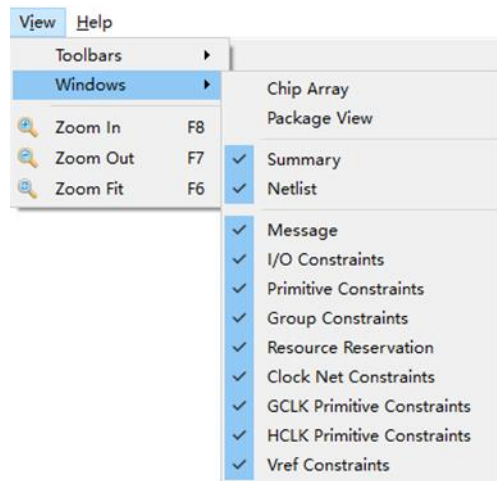 View Help
Toolbars
Windows
Zoom In F8
Zoom Out F7
Zoom Fit F6
Chip Array
Package View
Summary
Netlist
Message
I/O Constraints
Primitive Constraints
Group Constraints
Resource Reservation
Clock Net Constraints
GCLK Primitive Constraints
HCLK Primitive Constraints
Vref Constraints